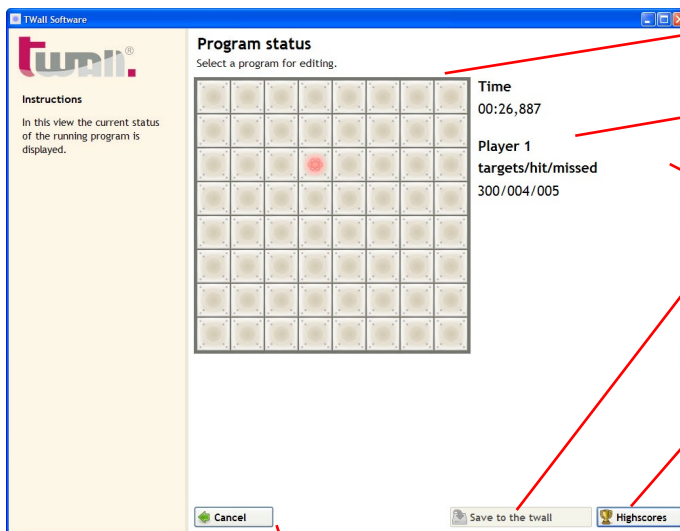 TWall Software
twall.®
Instructions
In this view the current status
of the running program is
displayed.
Program status
Select a program for editing.
Time
00:26,887
Player 1
targets/hit/missed
300/004/005
Cancel
Save to the twall
Highscores